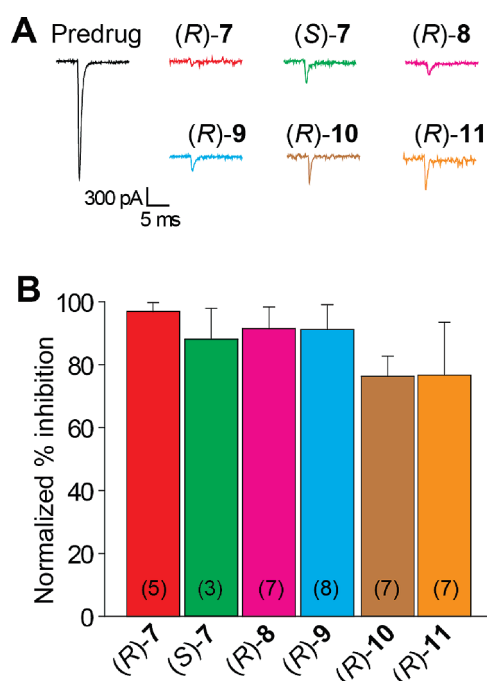 A
Predrug (R)-7 (S)-7 (R)-8
(R)-9 (R)-10 (R)-11
300 pA
5 ms
B
Normalized % inhibition
100
80
60
40
20
0
(5) (3) (7) (8) (7) (7)
(R)-7 (S)-7 (R)-8 (R)-9 (R)-10 (R)-11